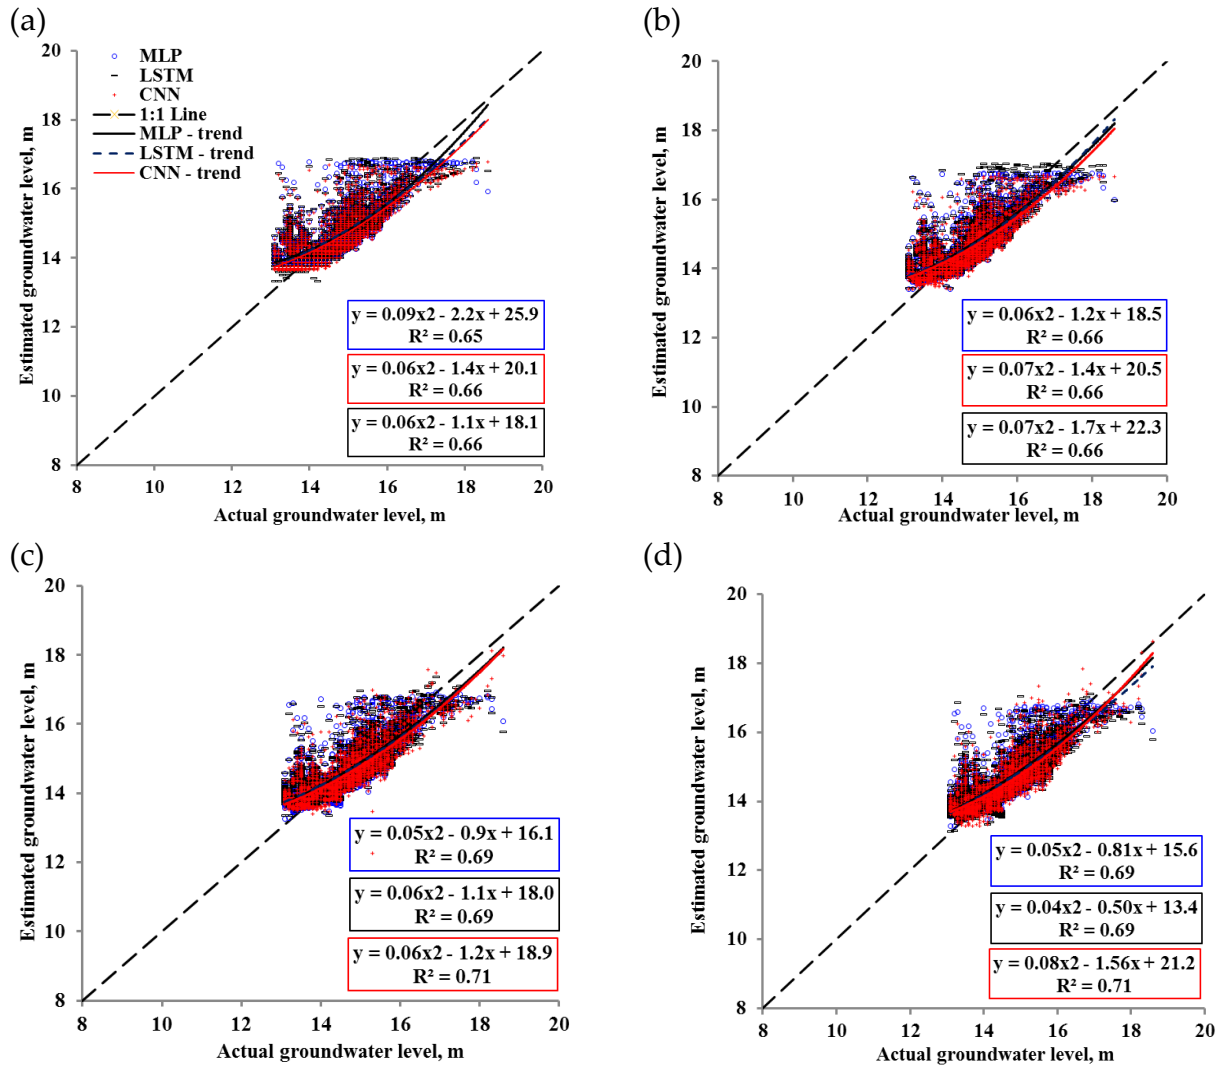 (a)
20
18
16
14
12
10
8
Estimated groundwater level, m
MLP
LSTM
CNN
1:1 Line
MLP - trend
LSTM - trend
CNN - trend
y = 0.09x2 - 2.2x + 25.9
R² = 0.65
y = 0.06x2 - 1.4x + 20.1
R² = 0.66
y = 0.06x2 - 1.1x + 18.1
R² = 0.66
8 10 12 14 16 18 20
Actual groundwater level, m
(b)
20
18
16
14
12
10
8
Estimated groundwater level, m
y = 0.06x2 - 1.2x + 18.5
R² = 0.66
y = 0.07x2 - 1.4x + 20.5
R² = 0.66
y = 0.07x2 - 1.7x + 22.3
R² = 0.66
8 10 12 14 16 18 20
Actual groundwater level, m
(c)
20
18
16
14
12
10
8
Estimated groundwater level, m
y = 0.05x2 - 0.9x + 16.1
R² = 0.69
y = 0.06x2 - 1.1x + 18.0
R² = 0.69
y = 0.06x2 - 1.2x + 18.9
R² = 0.71
8 10 12 14 16 18 20
Actual groundwater level, m
(d)
20
18
16
14
12
10
8
Estimated groundwater level, m
y = 0.05x2 - 0.81x + 15.6
R² = 0.69
y = 0.04x2 - 0.50x + 13.4
R² = 0.69
y = 0.08x2 - 1.56x + 21.2
R² = 0.71
8 10 12 14 16 18 20
Actual groundwater level, m